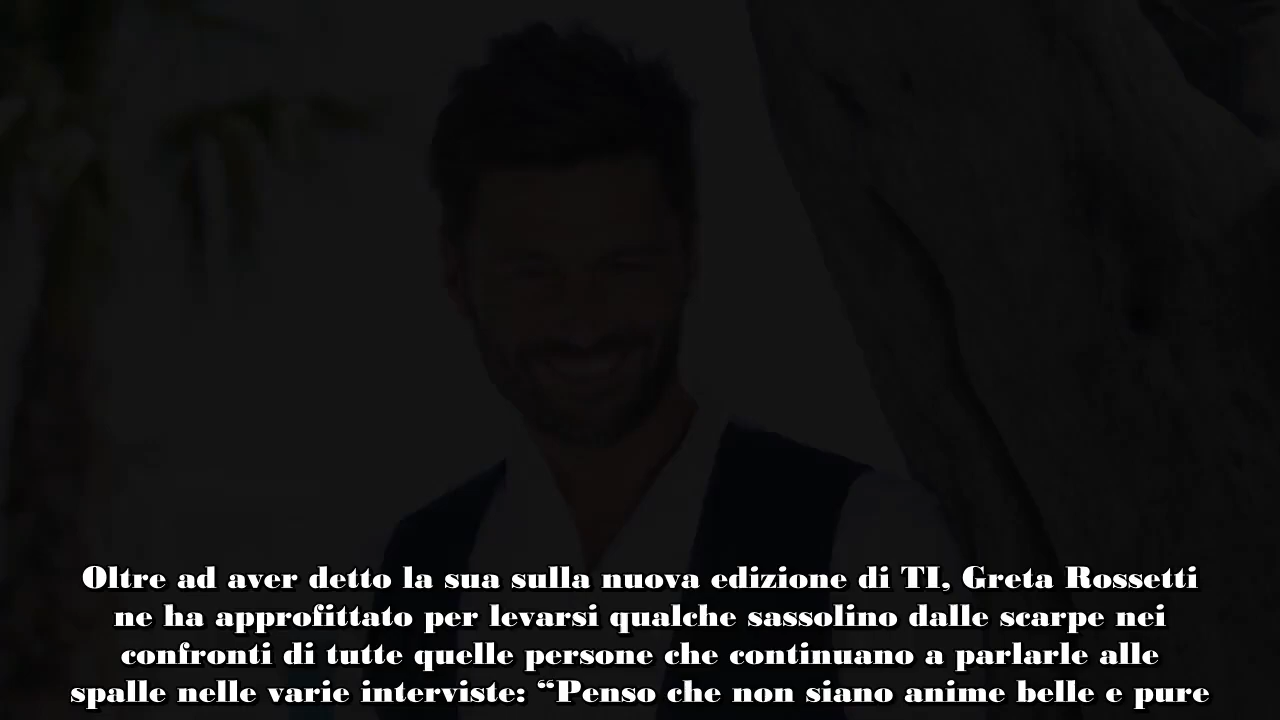 Oltre ad aver detto la sua sulla nuova edizione di TI, Greta Rossetti
ne ha approfittato per levarsi qualche sassolino dalle scarpe nei
confronti di tutte quelle persone che continuano a parlarle alle
spalle nelle varie interviste: “Penso che non siano anime belle e pure